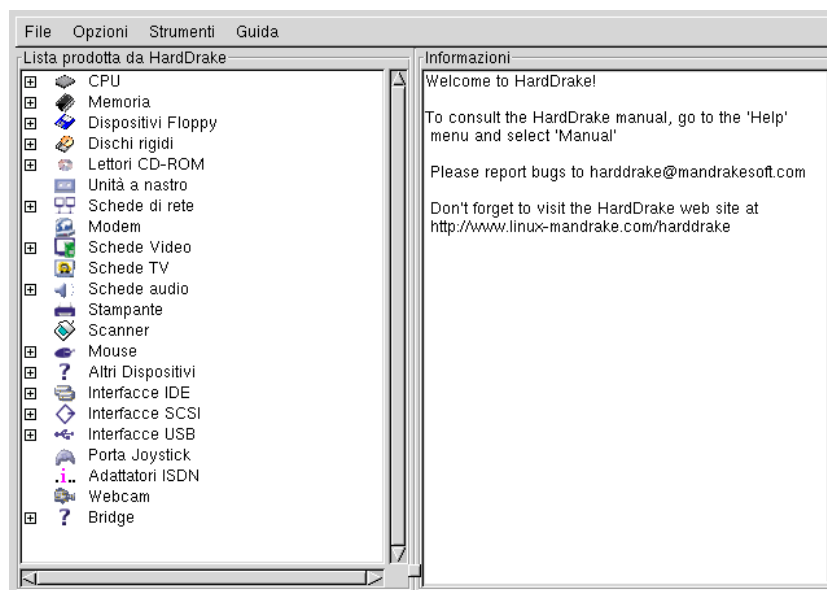 File Opzioni Strumenti Guida
Lista prodotta da HardDrake
CPU
Memoria
Dispositivi Floppy
Dischi rigidi
Lettori CD-ROM
Unità a nastro
Schede di rete
Modem
Schede Video
Schede TV
Schede audio
Stampante
Scanner
Mouse
Altri Dispositivi
Interfacce IDE
Interfacce SCSI
Interfacce USB
Porta Joystick
Adattatori ISDN
Webcam
Bridge
Informazioni
Welcome to HardDrake!
To consult the HardDrake manual, go to the 'Help'
menu and select 'Manual'
Please report bugs to harddrake@mandrakesoft.com
Don't forget to visit the HardDrake web site at
http://www.linux-mandrake.com/harddrake